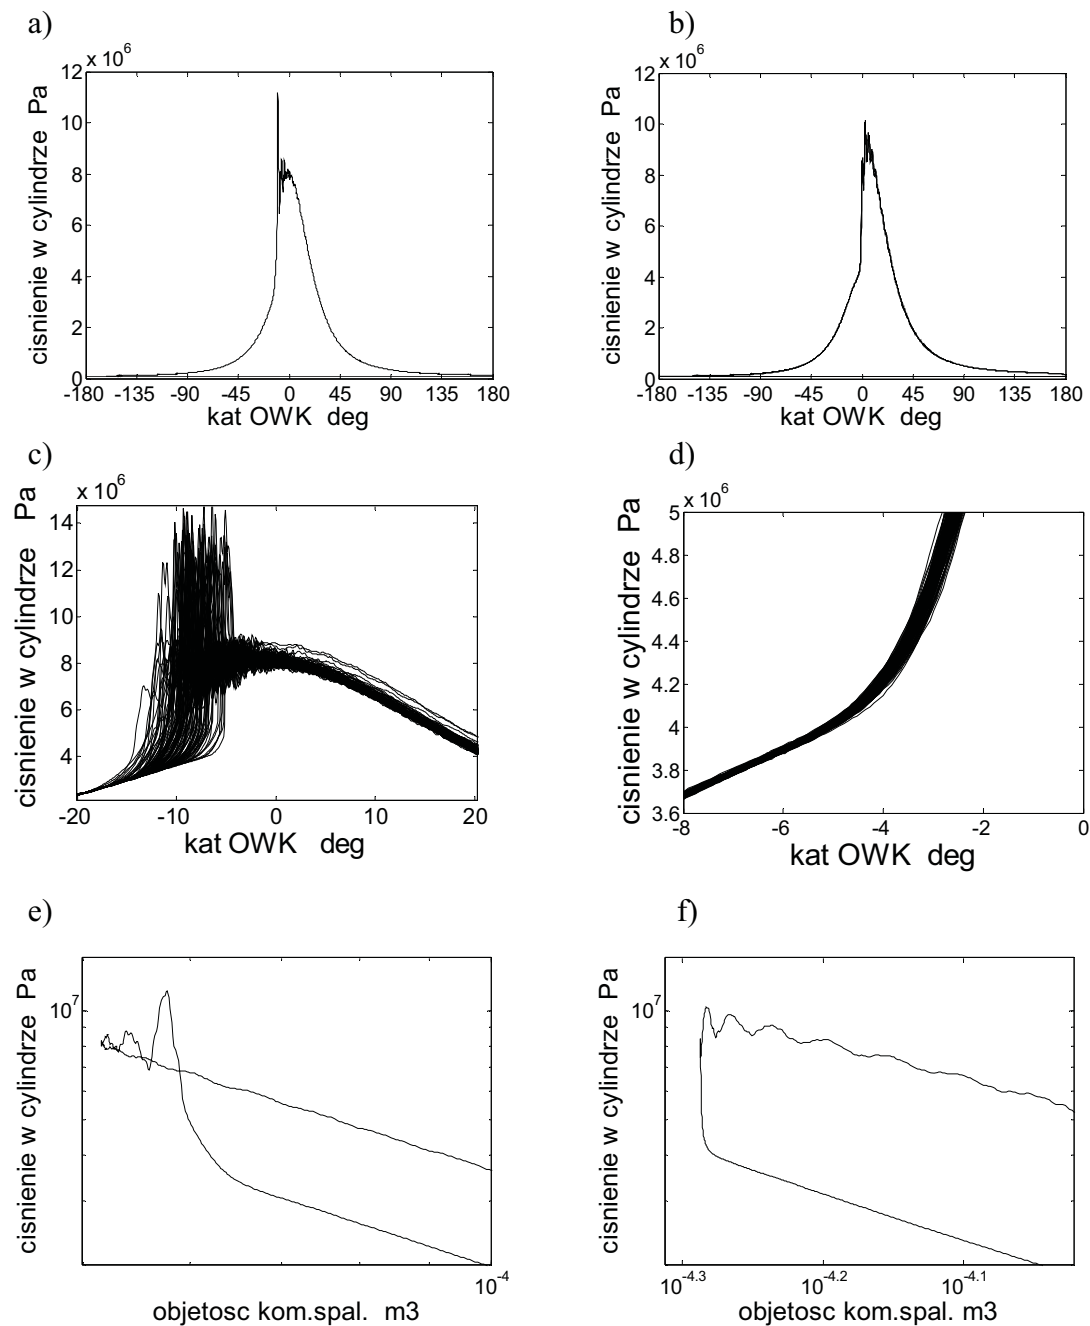 a)
x 10^6
12
10
8
6
4
2
0
cisnienie w cylindrze Pa
-180 -135 -90 -45 0 45 90 135 180
kat OWK deg
b)
x 10^6
12
10
8
6
4
2
0
cisnienie w cylindrze Pa
-180 -135 -90 -45 0 45 90 135 180
kat OWK deg
c)
x 10^6
14
12
10
8
6
4
cisnienie w cylindrze Pa
-20 -10 0 10 20
kat OWK deg
d)
x 10^6
5
4.8
4.6
4.4
4.2
4
3.8
3.6
cisnienie w cylindrze Pa
-8 -6 -4 -2 0
kat OWK deg
e)
10^7
cisnienie w cylindrze Pa
10^-4
objetosc kom.spal. m3
f)
10^7
cisnienie w cylindrze Pa
10^-4.3 10^-4.2 10^-4.1
objetosc kom.spal. m3